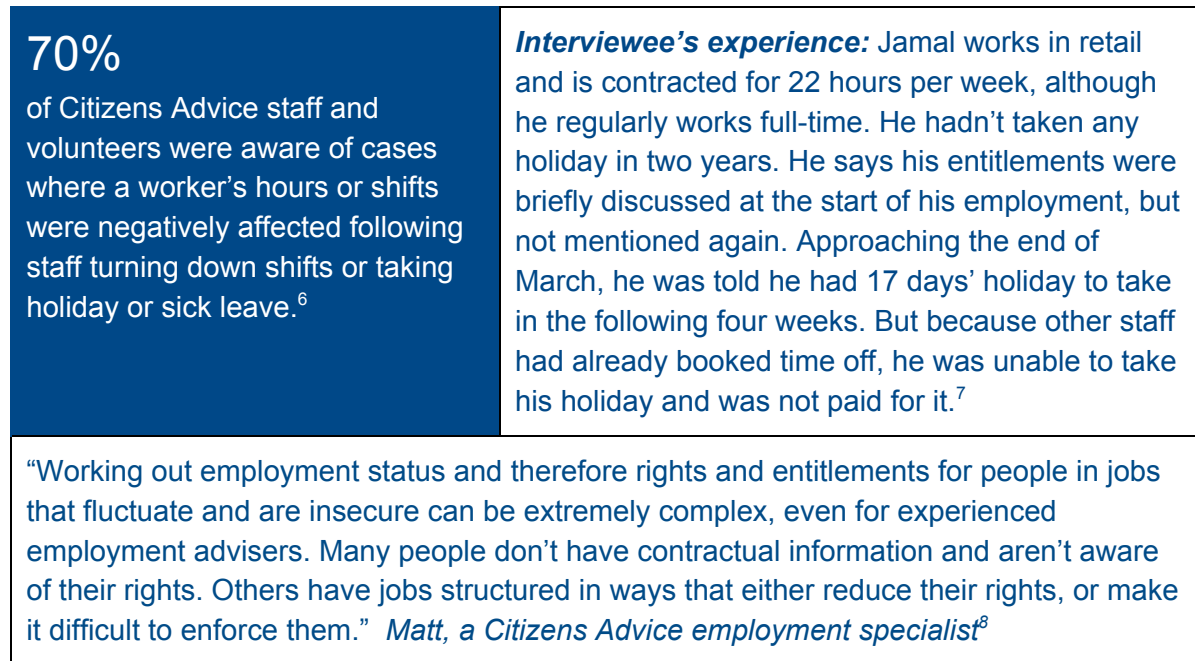 70%
of Citizens Advice staff and
volunteers were aware of cases
where a worker’s hours or shifts
were negatively affected following
staff turning down shifts or taking
holiday or sick leave.6
Interviewee’s experience: Jamal works in retail
and is contracted for 22 hours per week, although
he regularly works full-time. He hadn’t taken any
holiday in two years. He says his entitlements were
briefly discussed at the start of his employment, but
not mentioned again. Approaching the end of
March, he was told he had 17 days’ holiday to take
in the following four weeks. But because other staff
had already booked time off, he was unable to take
his holiday and was not paid for it.7
“Working out employment status and therefore rights and entitlements for people in jobs
that fluctuate and are insecure can be extremely complex, even for experienced
employment advisers. Many people don’t have contractual information and aren’t aware
of their rights. Others have jobs structured in ways that either reduce their rights, or make
it difficult to enforce them.” Matt, a Citizens Advice employment specialist8